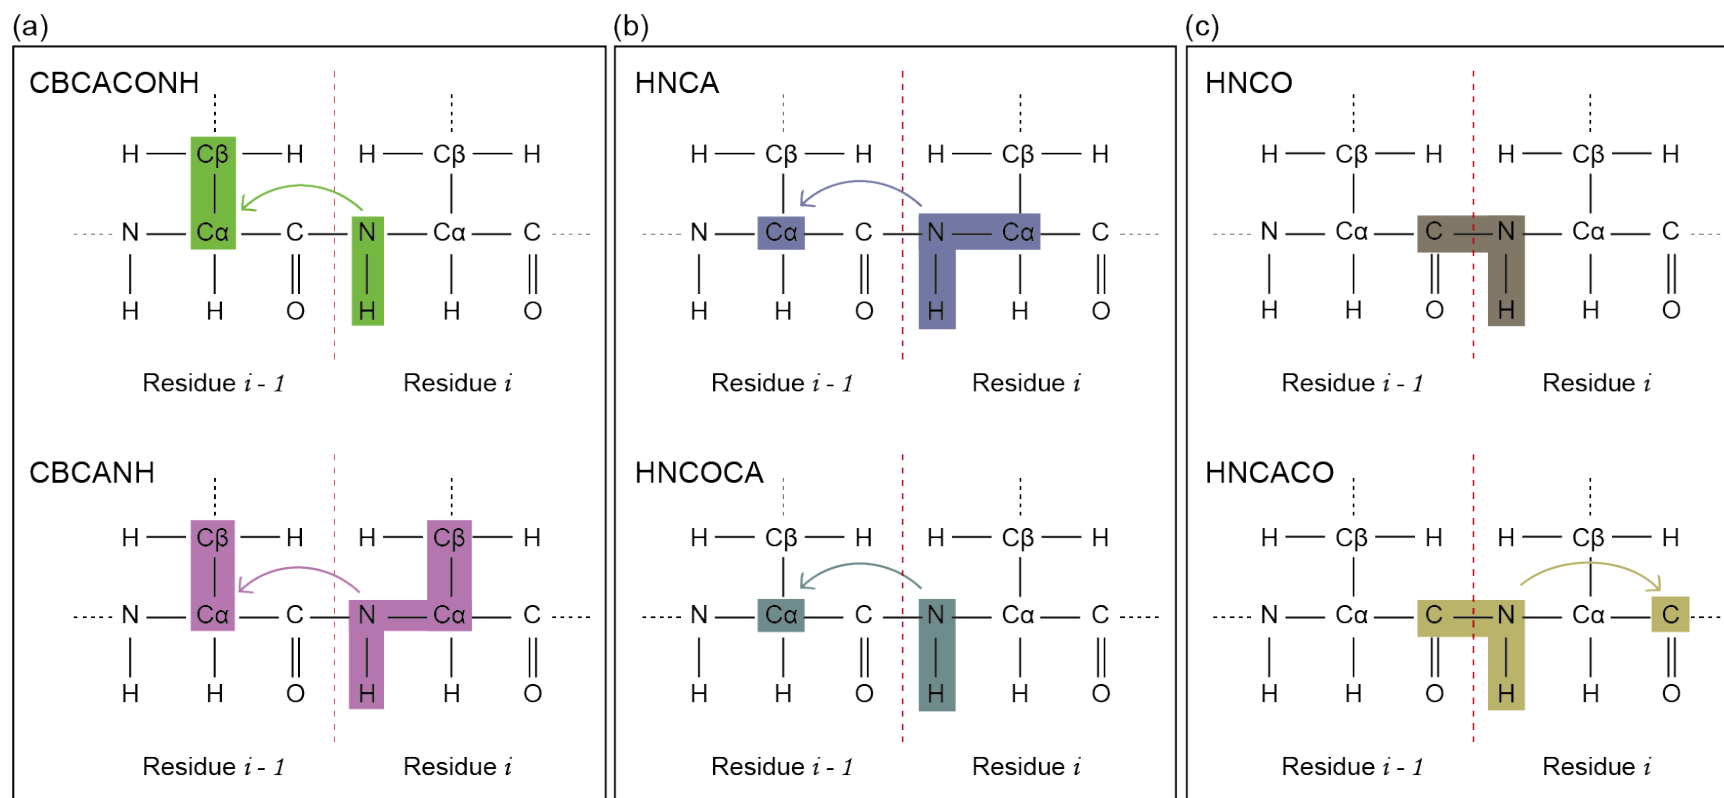 (a)
CBCACONH
H Cβ H H Cβ H
N Cα C N Cα C
H H O H H O
Residue i - 1 Residue i
CBCANH
H Cβ H H Cβ H
N Cα C N Cα C
H H O H H O
Residue i - 1 Residue i
(b)
HNCA
H Cβ H H Cβ H
N Cα C N Cα C
H H O H H O
Residue i - 1 Residue i
HNCOCA
H Cβ H H Cβ H
N Cα C N Cα C
H H O H H O
Residue i - 1 Residue i
(c)
HNCO
H Cβ H H Cβ H
N Cα C N Cα C
H H O H H O
Residue i - 1 Residue i
HNCACO
H Cβ H H Cβ H
N Cα C N Cα C
H H O H H O
Residue i - 1 Residue i